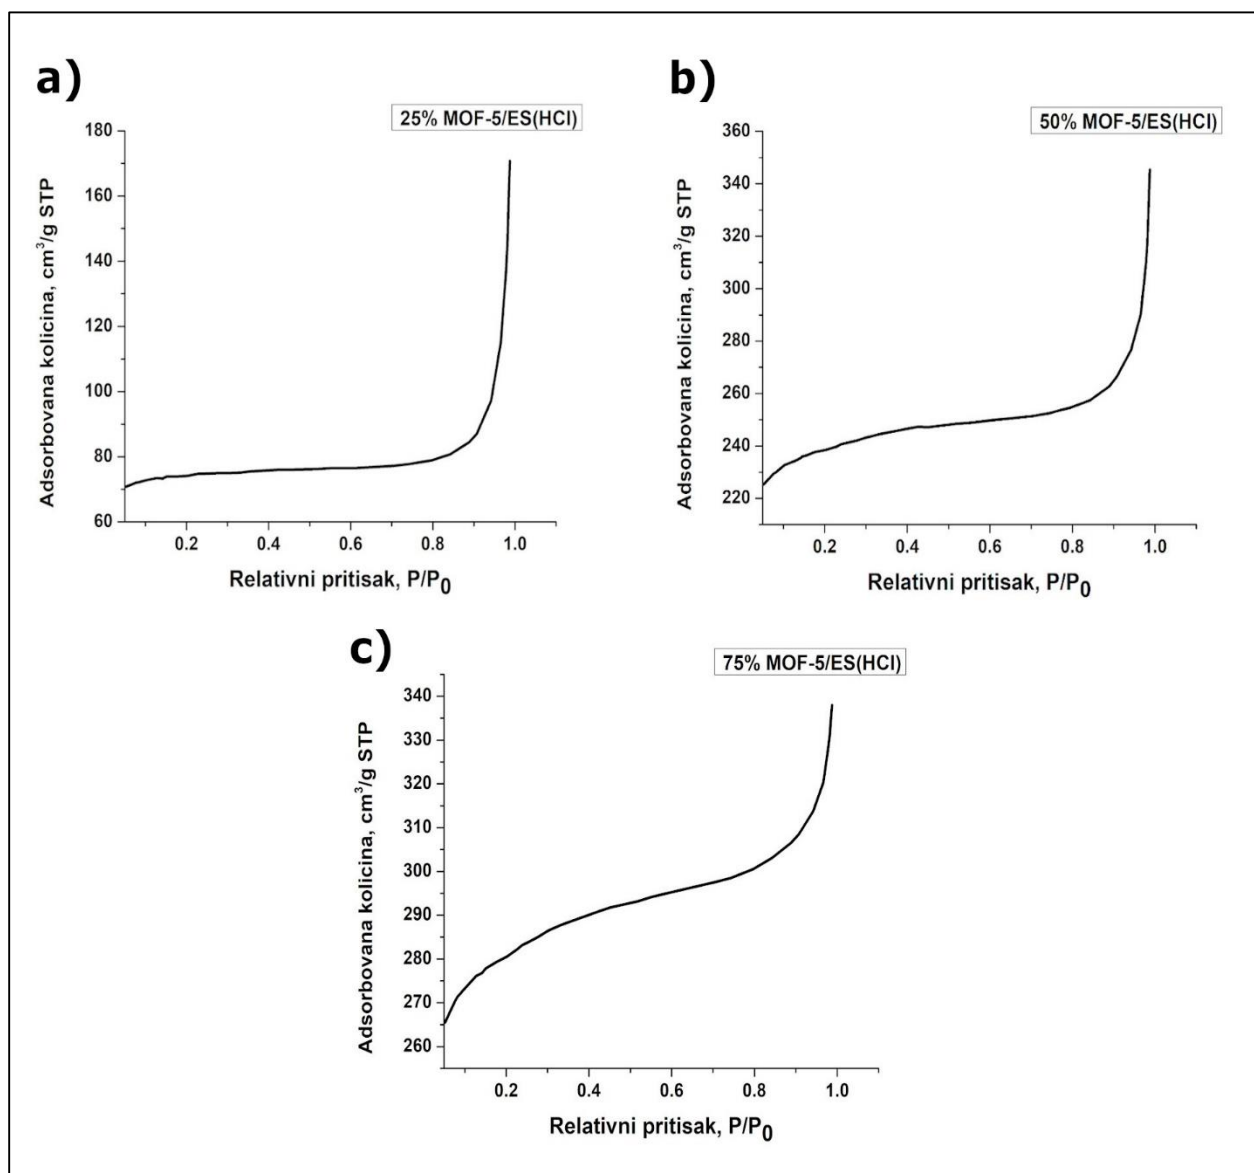 a)
25% MOF-5/ES(HCl)
Adsorbovana kolicina, cm³/g STP
180
160
140
120
100
80
60
0.2 0.4 0.6 0.8 1.0
Relativni pritisak, P/P₀
b)
50% MOF-5/ES(HCl)
Adsorbovana kolicina, cm³/g STP
360
340
320
300
280
260
240
220
0.2 0.4 0.6 0.8 1.0
Relativni pritisak, P/P₀
c)
75% MOF-5/ES(HCl)
Adsorbovana kolicina, cm³/g STP
340
330
320
310
300
290
280
270
260
0.2 0.4 0.6 0.8 1.0
Relativni pritisak, P/P₀